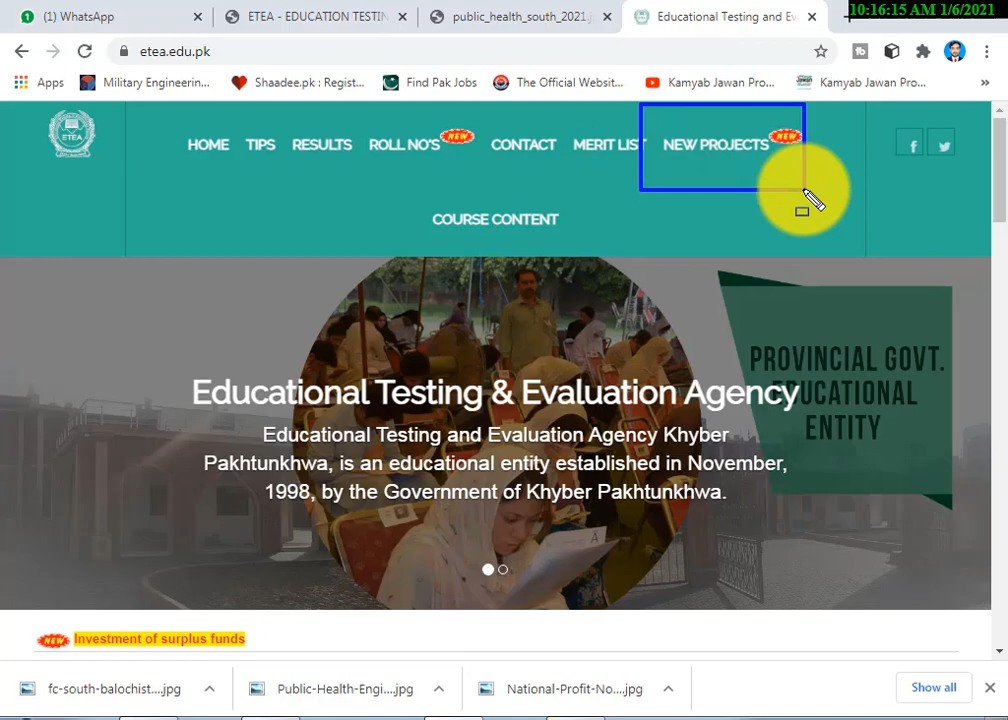 (1) WhatsApp
ETEA - EDUCATION TESTIN
public_health_south_2021.j
Educational Testing and Ev
10:16:15 AM 1/6/2021
etea.edu.pk
Apps
Military Engineerin...
Shaadee.pk : Regist...
Find Pak Jobs
The Official Websit...
Kamyab Jawan Pro...
Kamyab Jawan Pro...
ETEA
HOME TIPS RESULTS ROLL NO'S NEW CONTACT MERIT LIST NEW PROJECTS NEW
COURSE CONTENT
PROVINCIAL GOVT.
EDUCATIONAL
ENTITY
Educational Testing & Evaluation Agency
Educational Testing and Evaluation Agency Khyber
Pakhtunkhwa, is an educational entity established in November,
1998, by the Government of Khyber Pakhtunkhwa.
NEW Investment of surplus funds
fc-south-balochist....jpg
Public-Health-Engi....jpg
National-Profit-No....jpg
Show all